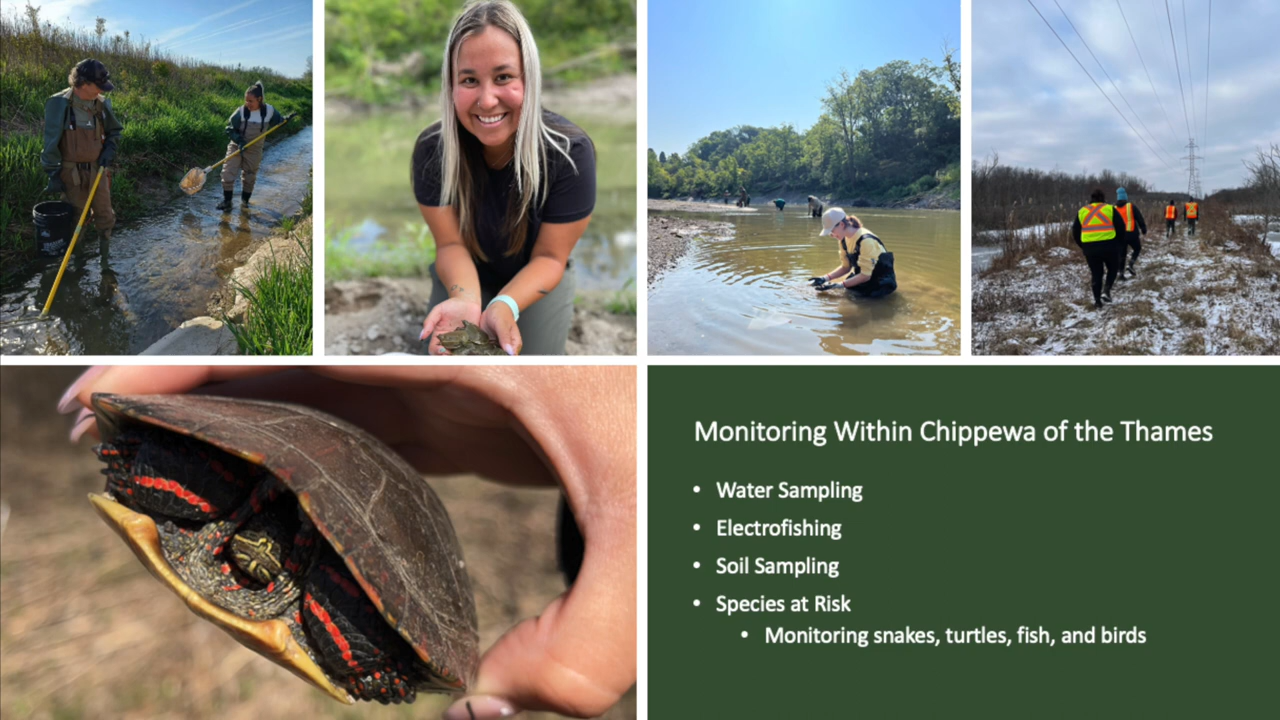 Monitoring Within Chippewa of the Thames
• Water Sampling
• Electrofishing
• Soil Sampling
• Species at Risk
• Monitoring snakes, turtles, fish, and birds